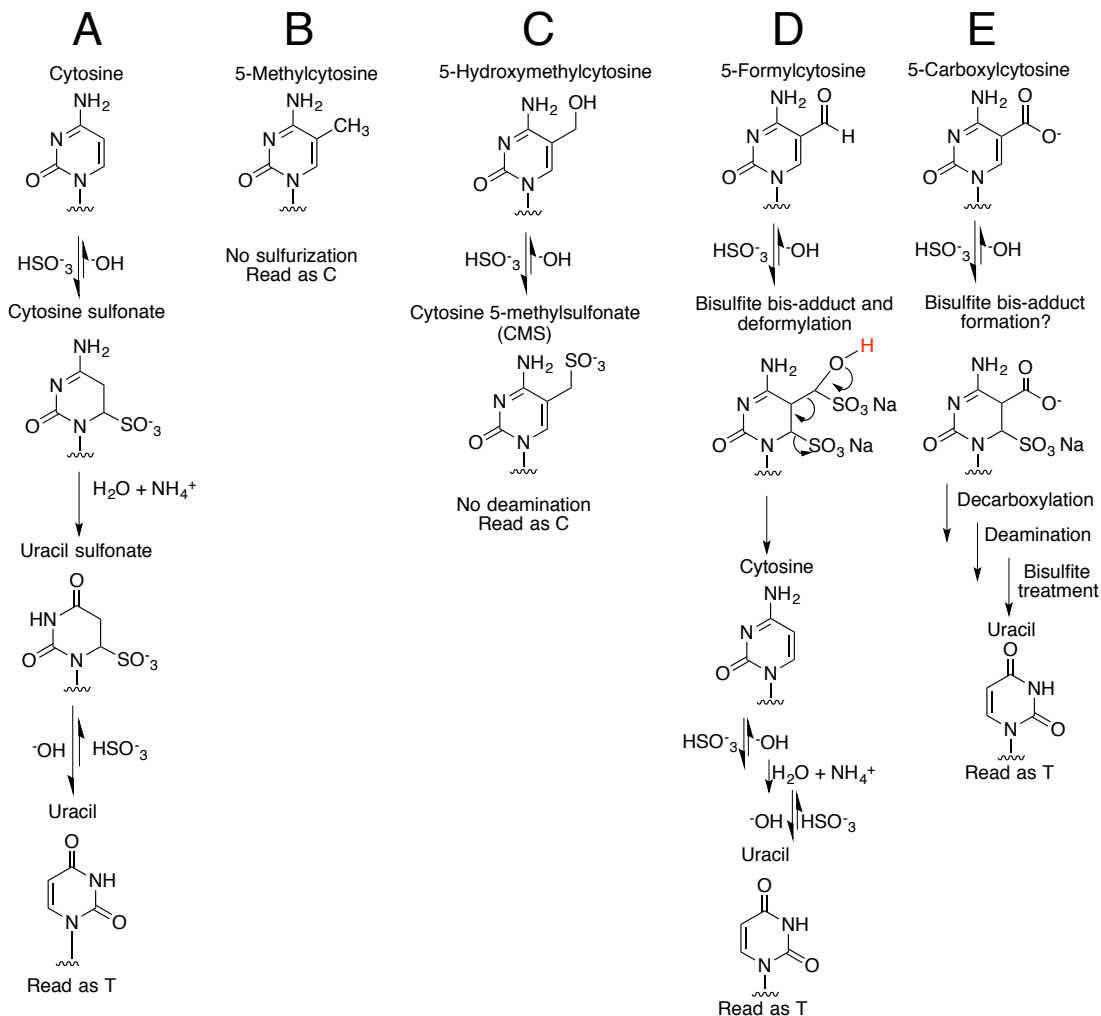 A
Cytosine
NH2
N
O
N
HSO-3
-OH
Cytosine sulfonate
NH2
N
O
N
SO-3
H2O + NH4+
Uracil sulfonate
O
HN
O
N
SO-3
-OH
HSO-3
Uracil
O
NH
N
O
Read as T
B
5-Methylcytosine
NH2
CH3
N
O
N
No sulfurization
Read as C
C
5-Hydroxymethylcytosine
NH2
OH
N
O
N
HSO-3
-OH
Cytosine 5-methylsulfonate
(CMS)
NH2
SO-3
N
O
N
No deamination
Read as C
D
5-Formylcytosine
NH2
O
H
N
O
N
HSO-3
-OH
Bisulfite bis-adduct and
deformylation
H
O
NH2
SO3 Na
N
O
N
SO3 Na
Cytosine
NH2
N
O
N
HSO-3
-OH
H2O + NH4+
-OH
HSO-3
Uracil
O
NH
N
O
Read as T
E
5-Carboxylcytosine
NH2
O
O-
N
O
N
HSO-3
-OH
Bisulfite bis-adduct
formation?
NH2
O
O-
N
O
N
SO3 Na
Decarboxylation
Deamination
Bisulfite
treatment
Uracil
O
NH
N
O
Read as T